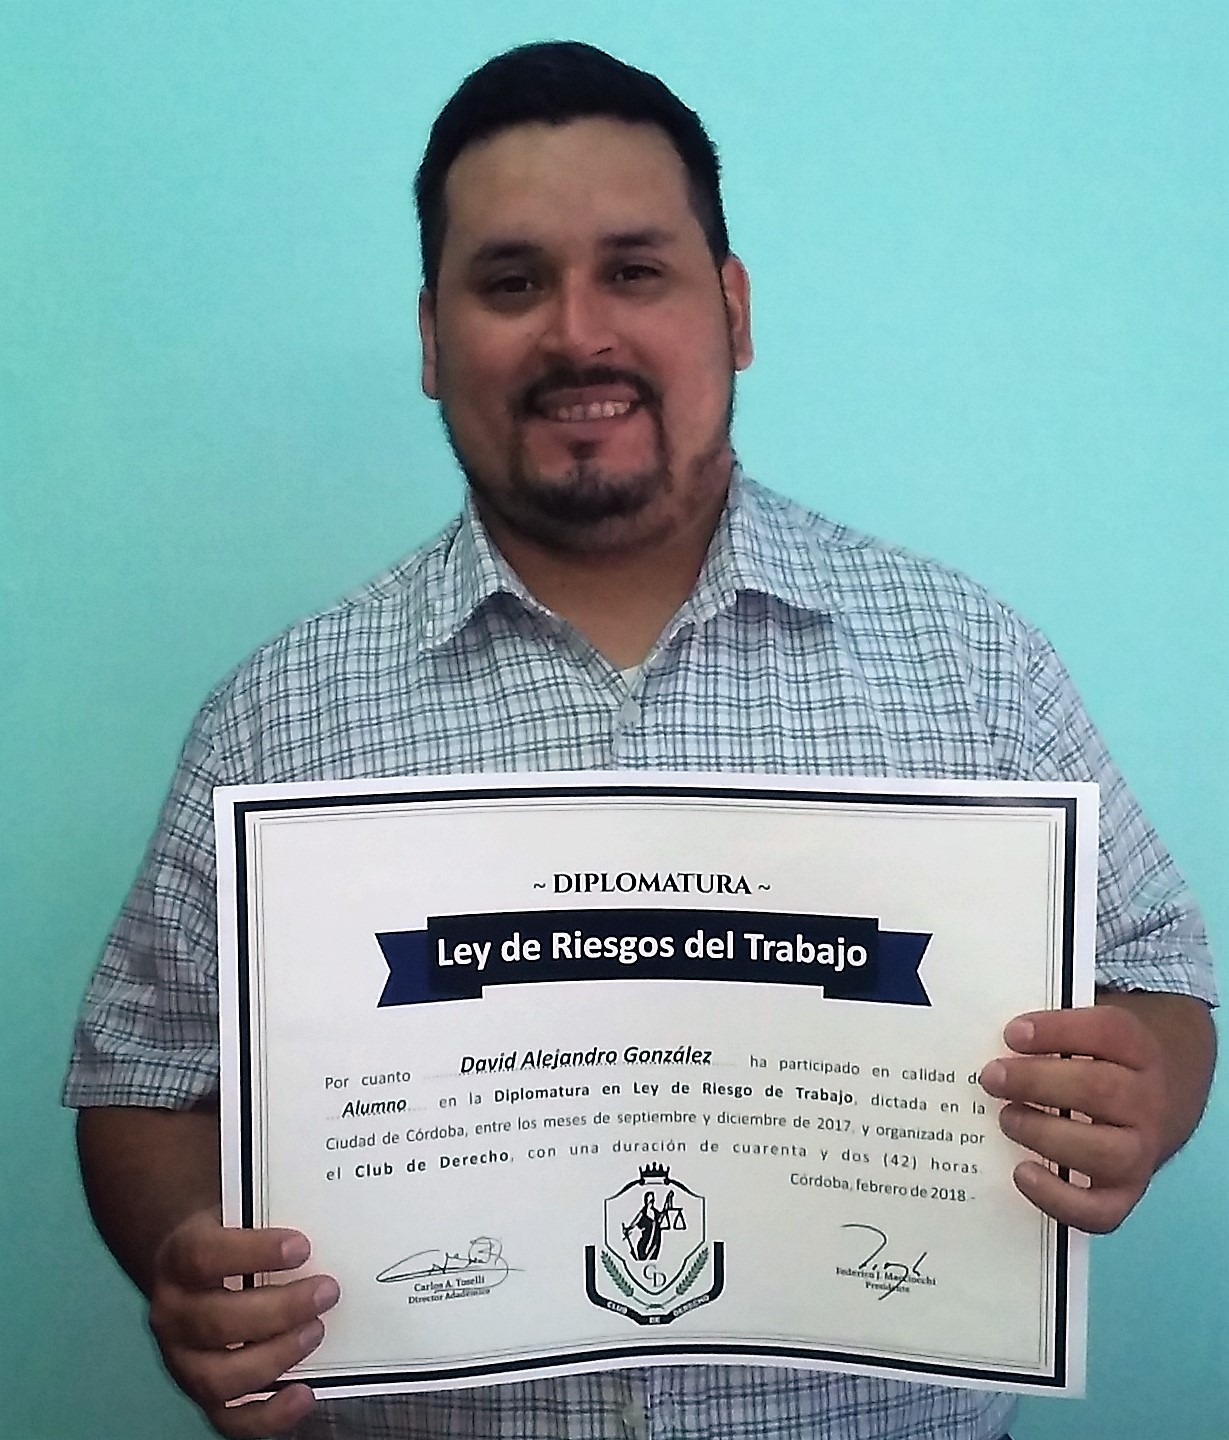 ~ DIPLOMATURA ~
Ley de Riesgos del Trabajo
Por cuanto David Alejandro González ha participado en calidad de
Alumno en la Diplomatura en Ley de Riesgo de Trabajo, dictada en la
Ciudad de Córdoba, entre los meses de septiembre y diciembre de 2017, y organizada por
el Club de Derecho, con una duración de cuarenta y dos (42) horas.
Córdoba, febrero de 2018 -
Carlos A. Toselli
Director Académico
Federico J. Macciocchi
Presidente
CD
CLUB DE DERECHO